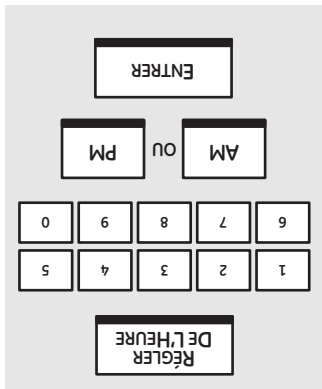 RÉGLER
DE L'HEURE
1 2 3 4 5
6 7 8 9 0
AM OU PM
ENTRER